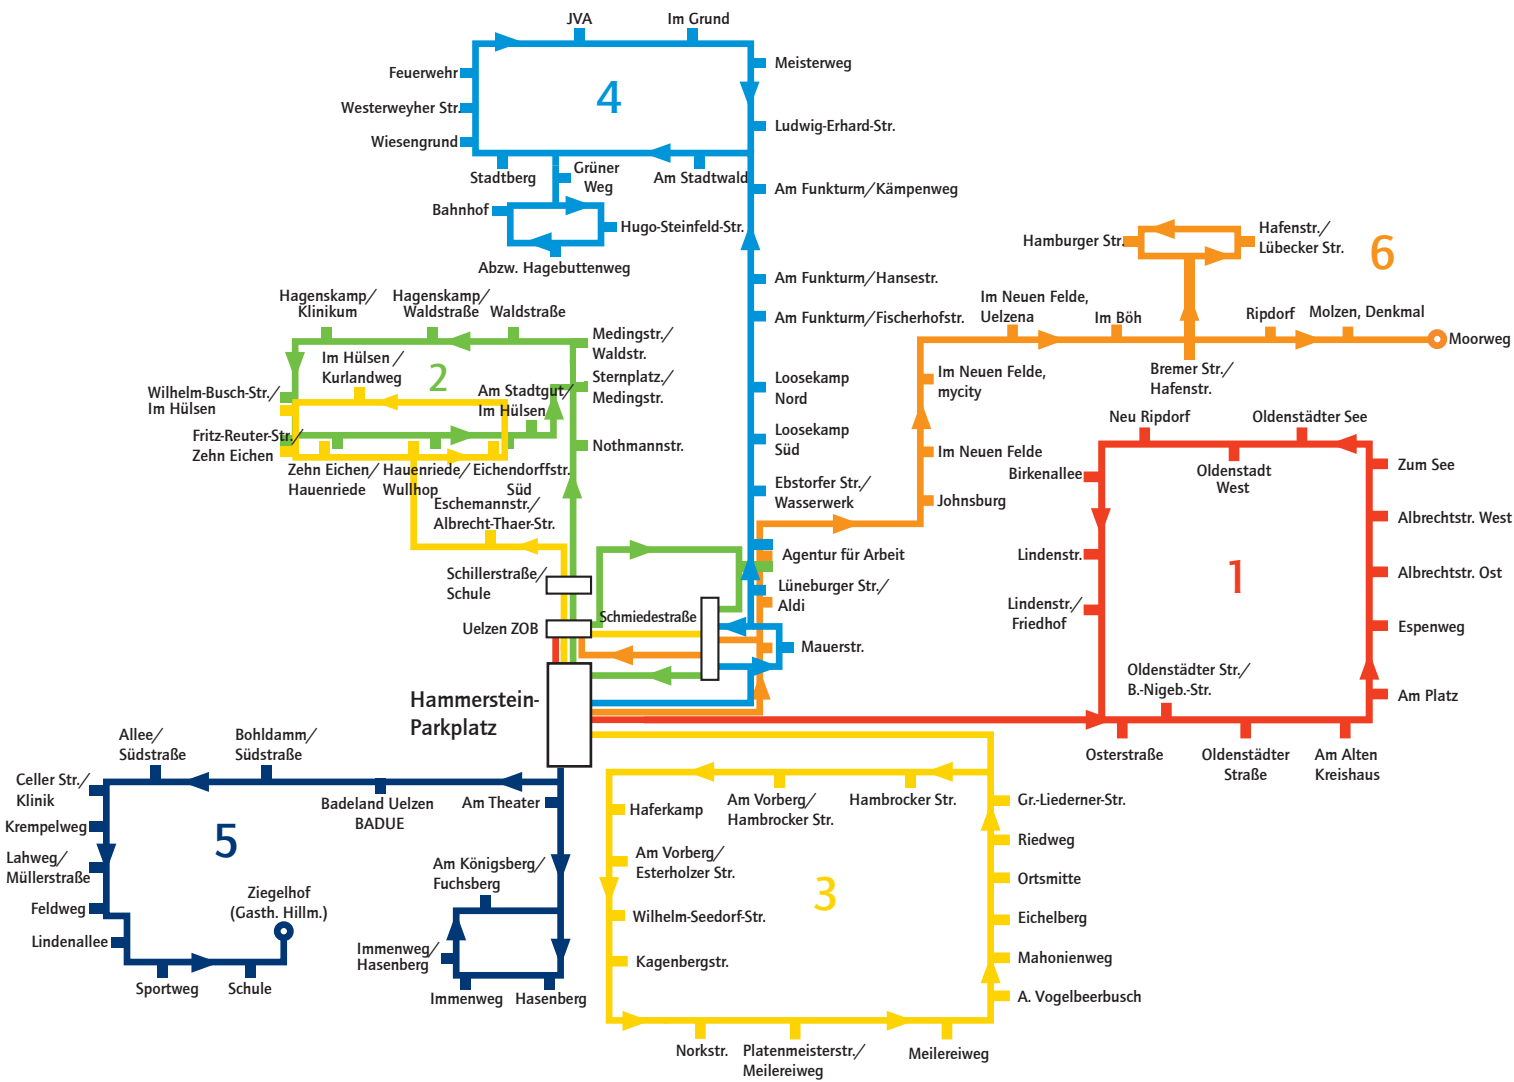 JVA
Im Grund
Feuerwehr
Westerweyher Str.
Wiesengrund
4
Meisterweg
Ludwig-Erhard-Str.
Stadtberg
Grüner
Weg
Am Stadtwald
Am Funkturm/Kämpenweg
Bahnhof
Hugo-Steinfeld-Str.
Abzw. Hagebuttenweg
Am Funkturm/Hansestr.
Am Funkturm/Fischerhofstr.
Loosekamp
Nord
Loosekamp
Süd
Ebstorfer Str./
Wasserwerk
Agentur für Arbeit
Lüneburger Str./
Aldi
Mauerstr.
Hagenskamp/
Klinikum
Hagenskamp/
Waldstraße
Waldstraße
Medingstr./
Waldstr.
Im Hülsen /
Kurlandweg
2
Am Stadtgut/
Im Hülsen
Sternplatz./
Medingstr.
Wilhelm-Busch-Str./
Im Hülsen
Fritz-Reuter-Str./
Zehn Eichen
Nothmannstr.
Zehn Eichen/
Hauenriede
Hauenriede/
Wullhop
Eichendorffstr.
Süd
Eschemannstr./
Albrecht-Thaer-Str.
Schillerstraße/
Schule
Uelzen ZOB
Schmiedestraße
Hammerstein-
Parkplatz
Hamburger Str.
Hafenstr./
Lübecker Str.
6
Im Neuen Felde,
Uelzena
Im Böh
Ripdorf
Molzen, Denkmal
Moorweg
Bremer Str./
Hafenstr.
Im Neuen Felde,
mycity
Im Neuen Felde
Johnsburg
Neu Ripdorf
Oldenstädter See
Birkenallee
Oldenstadt
West
Zum See
Albrechtstr. West
Lindenstr.
1
Albrechtstr. Ost
Lindenstr./
Friedhof
Espenweg
Oldenstädter Str./
B.-Nigeb.-Str.
Am Platz
Osterstraße
Oldenstädter
Straße
Am Alten
Kreishaus
Allee/
Südstraße
Bohldamm/
Südstraße
Celler Str./
Klinik
Badeland Uelzen
BADUE
Am Theater
Krempelweg
5
Lahweg/
Müllerstraße
Feldweg
Lindenallee
Ziegelhof
(Gasth. Hillm.)
Sportweg
Schule
Am Königsberg/
Fuchsberg
Immenweg/
Hasenberg
Immenweg
Hasenberg
Haferkamp
Am Vorberg/
Hambrocker Str.
Hambrocker Str.
Gr.-Liederner-Str.
Riedweg
Am Vorberg/
Esterholzer Str.
3
Ortsmitte
Wilhelm-Seedorf-Str.
Eichelberg
Kagenbergstr.
Mahonienweg
A. Vogelbeerbusch
Norkstr.
Platenmeisterstr./
Meilereiweg
Meilereiweg